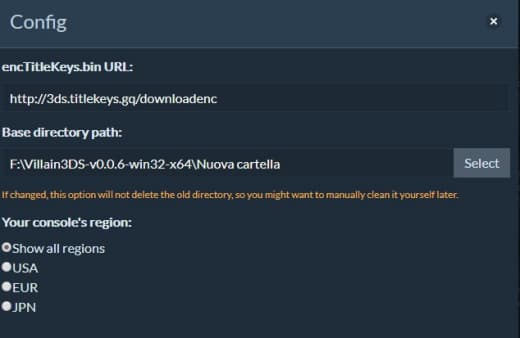 Config
×
encTitleKeys.bin URL:
http://3ds.titlekeys.gq/downloadenc
Base directory path:
F:\Villain3DS-v0.0.6-win32-x64\Nuova cartella
Select
If changed, this option will not delete the old directory, so you might want to manually clean it yourself later.
Your console's region:
Show all regions
USA
EUR
JPN